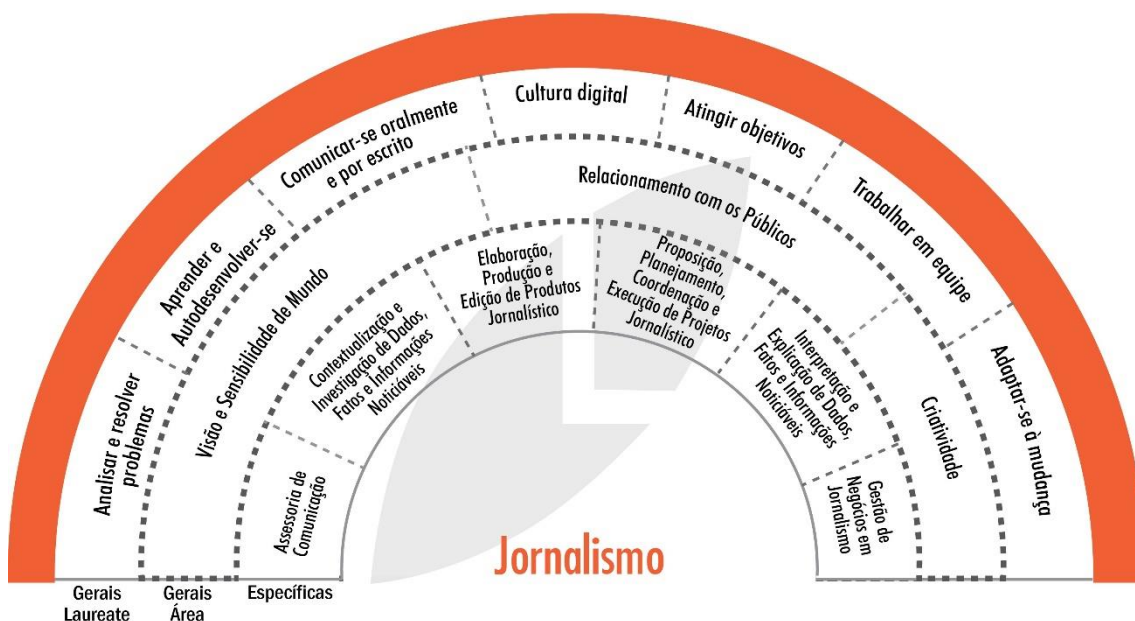 Analisar e resolver
problemas
Aprender e
Autodesenvolver-se
Comunicar-se oralmente
e por escrito
Cultura digital
Atingir objetivos
Trabalhar em equipe
Adaptar-se à mudança
Visão e Sensibilidade de Mundo
Relacionamento com os Públicos
Criatividade
Assessoria de
Comunicação
Contextualização e
Investigação de Dados,
Fatos e Informações
Noticiáveis
Elaboração,
Produção e
Edição de Produtos
Jornalístico
Proposição,
Planejamento,
Coordenação e
Execução de Projetos
Jornalístico
Interpretação e
Explicação de Dados,
Fatos e Informações
Noticiáveis
Gestão de
Negócios em
Jornalismo
Jornalismo
Gerais
Laureate
Gerais
Área
Específicas